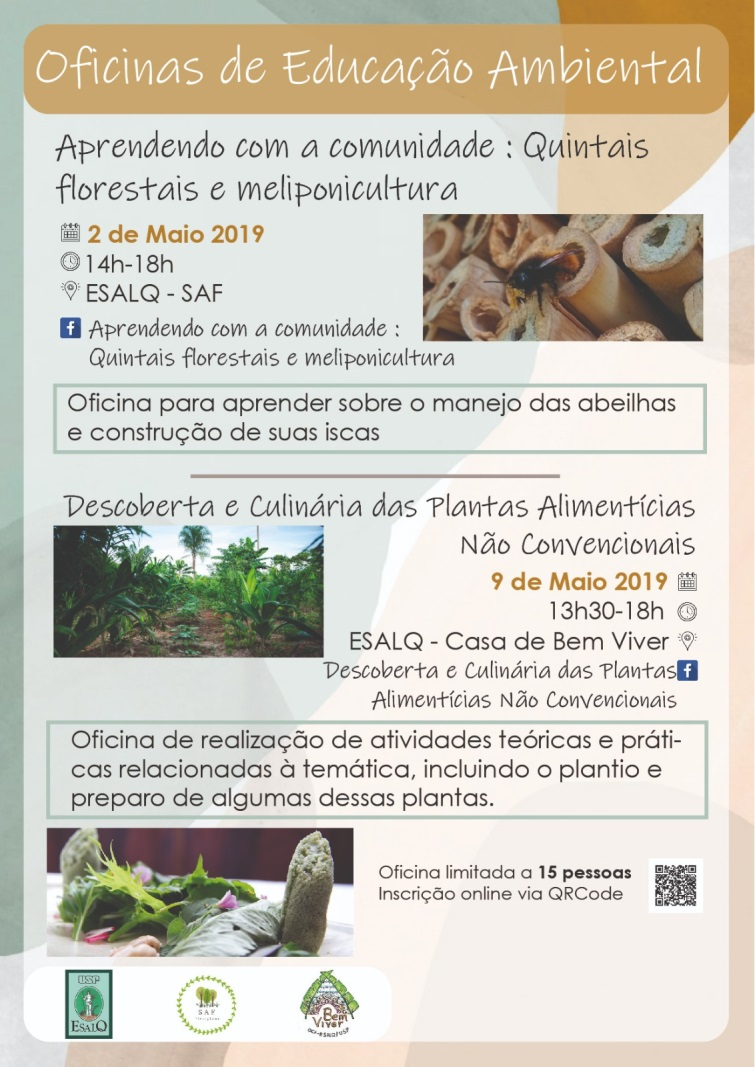 Oficinas de Educação Ambiental
Aprendendo com a comunidade : Quintais
florestais e meliponicultura
2 de Maio 2019
14h-18h
ESALQ - SAF
Aprendendo com a comunidade :
Quintais florestais e meliponicultura
Oficina para aprender sobre o manejo das abeilhas
e construção de suas iscas
Descoberta e Culinária das Plantas Alimentícias
Não Convencionais
9 de Maio 2019
13h30-18h
ESALQ - Casa de Bem Viver
Descoberta e Culinária das Plantas
Alimentícias Não Convencionais
Oficina de realização de atividades teóricas e práti-
cas relacionadas à temática, incluindo o plantio e
preparo de algumas dessas plantas.
Oficina limitada a 15 pessoas
Inscrição online via QRCode
USP
ESALQ
SAF
Bem
Viver